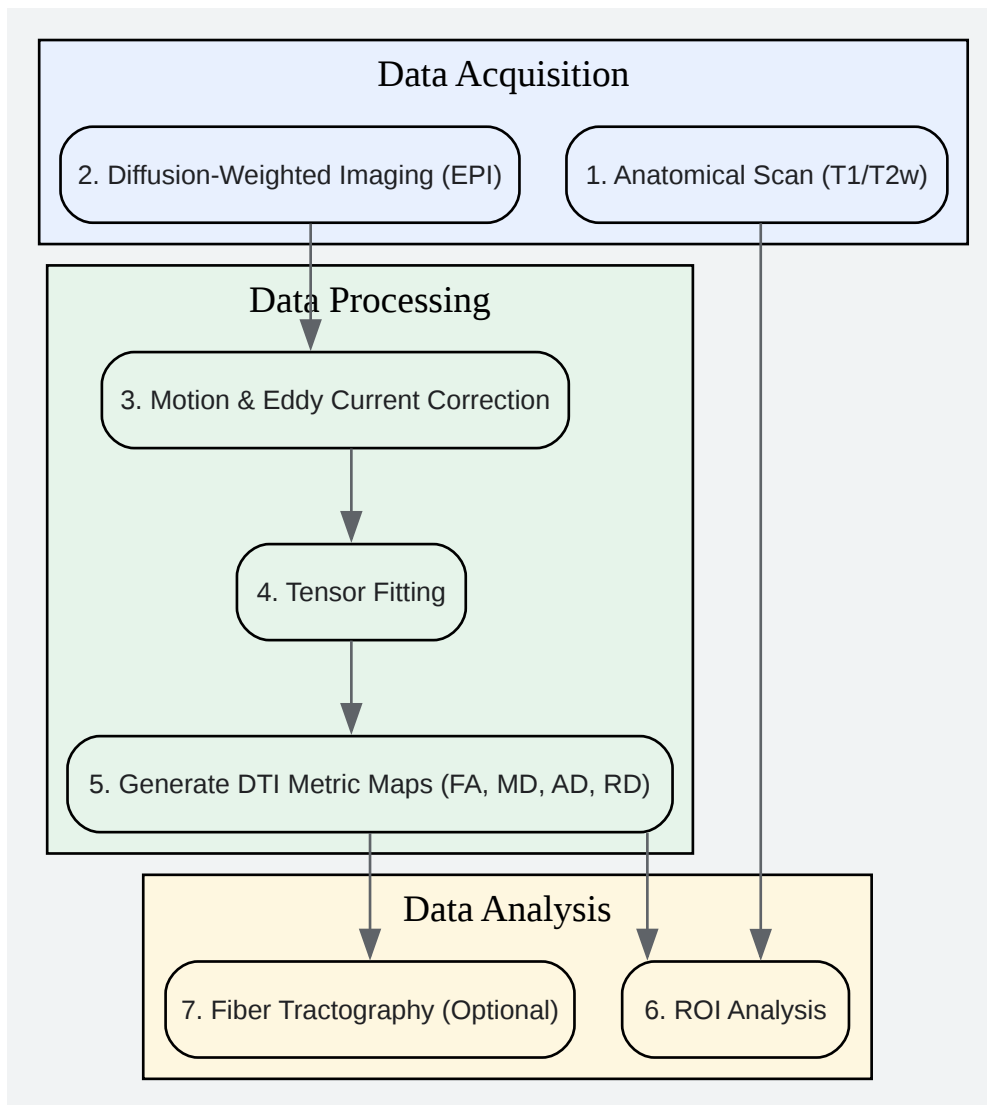 Data Acquisition
2. Diffusion-Weighted Imaging (EPI)
1. Anatomical Scan (T1/T2w)
Data Processing
3. Motion & Eddy Current Correction
4. Tensor Fitting
5. Generate DTI Metric Maps (FA, MD, AD, RD)
Data Analysis
7. Fiber Tractography (Optional)
6. ROI Analysis